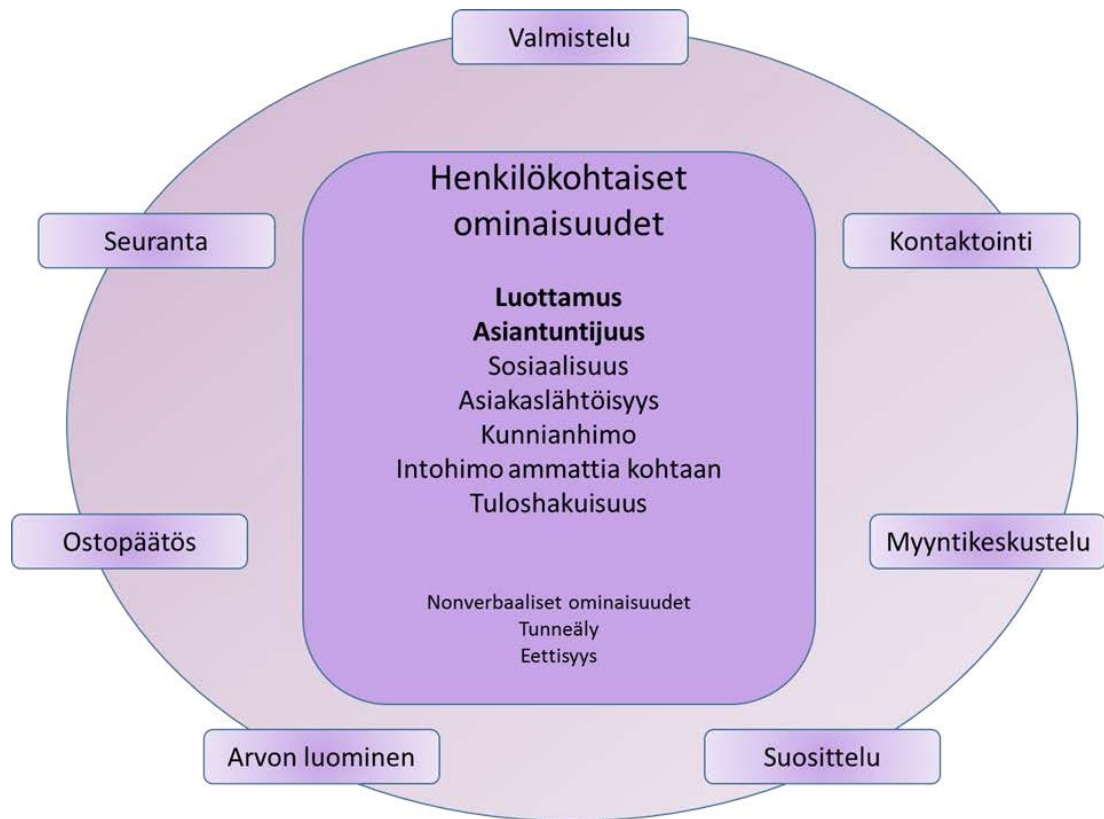 Valmistelu
Henkilökohtaiset
ominaisuudet
Seuranta
Kontaktointi
Luottamus
Asiantuntijuus
Sosiaalisuus
Asiakaslähtöisyys
Kunnianhimo
Intohimo ammattia kohtaan
Tuloshakuisuus
Ostopäätös
Myyntikeskustelu
Nonverbaaliset ominaisuudet
Tunneäly
Eettisyys
Arvon luominen
Suosittelu